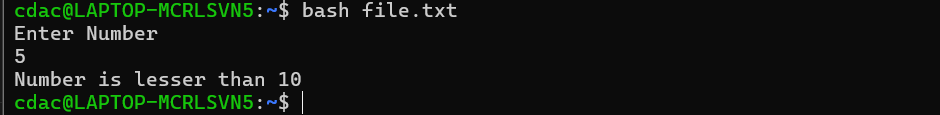 cdac@LAPTOP-MCRLSVN5:~$ bash file.txt
Enter Number
5
Number is lesser than 10
cdac@LAPTOP-MCRLSVN5:~$